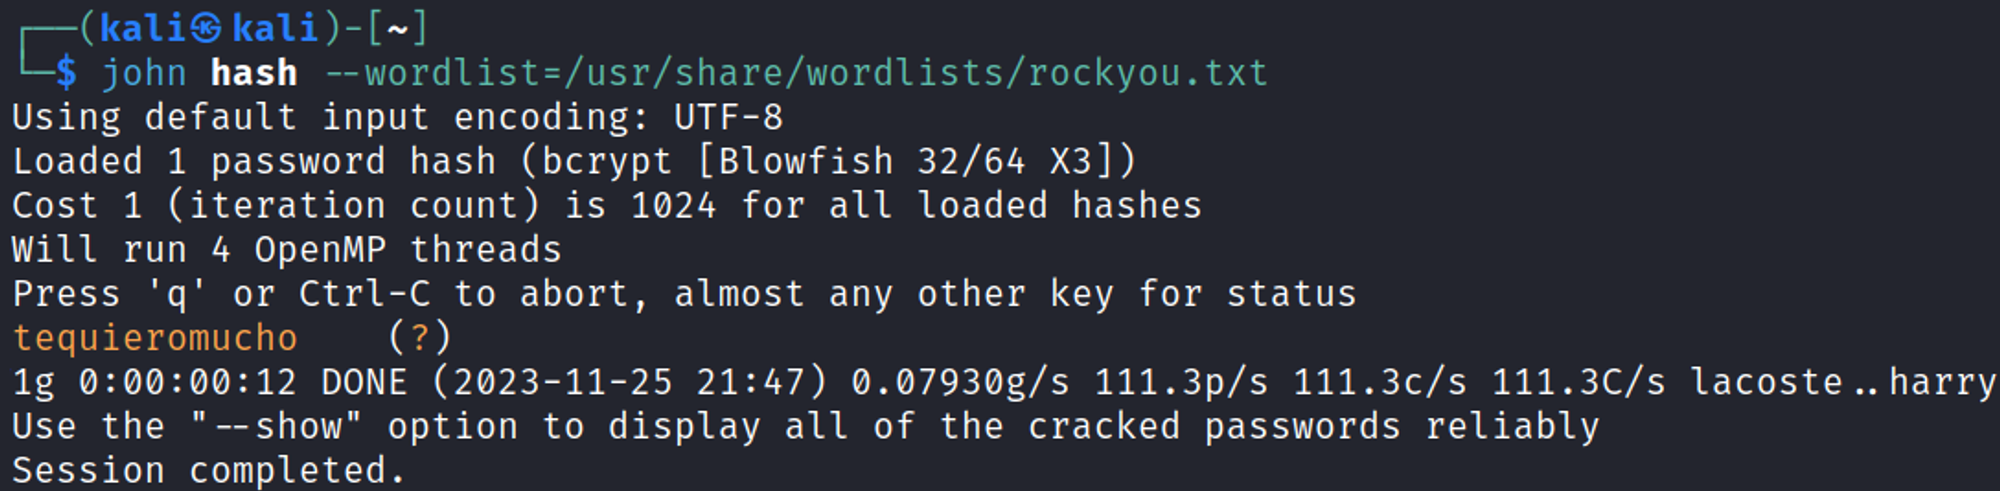 ┌──(kali㉿kali)-[~]
└─$ john hash --wordlist=/usr/share/wordlists/rockyou.txt
Using default input encoding: UTF-8
Loaded 1 password hash (bcrypt [Blowfish 32/64 X3])
Cost 1 (iteration count) is 1024 for all loaded hashes
Will run 4 OpenMP threads
Press 'q' or Ctrl-C to abort, almost any other key for status
tequieromucho    (?)
1g 0:00:00:12 DONE (2023-11-25 21:47) 0.07930g/s 111.3p/s 111.3c/s 111.3C/s lacoste..harry
Use the "--show" option to display all of the cracked passwords reliably
Session completed.